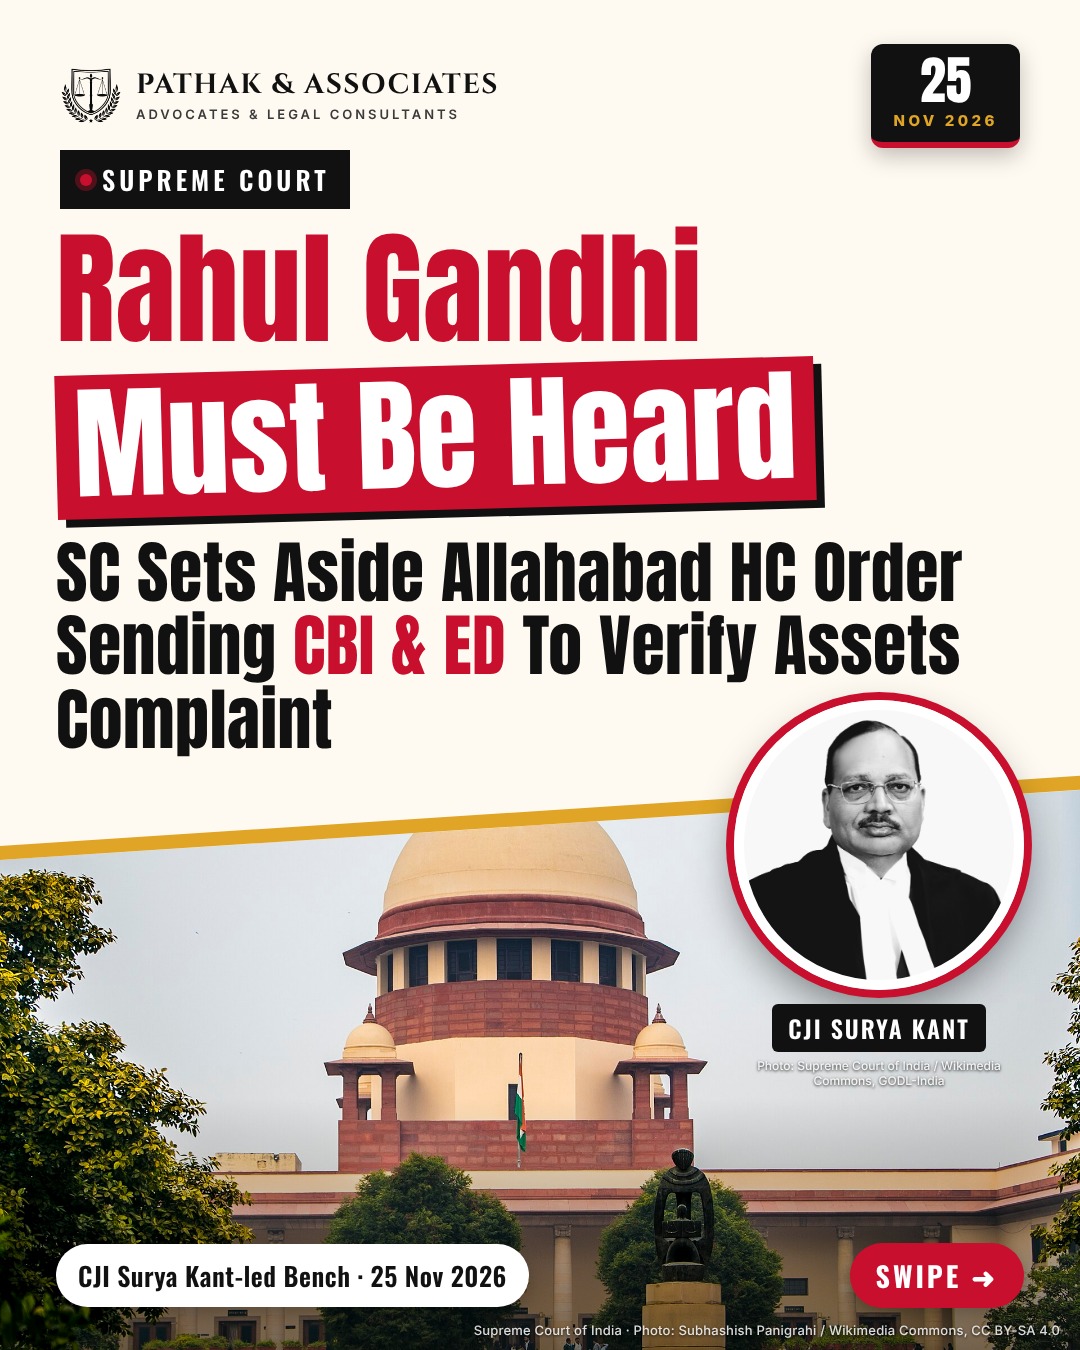 PATHAK & ASSOCIATES
ADVOCATES & LEGAL CONSULTANTS
25
NOV 2026
SUPREME COURT
Rahul Gandhi
Must Be Heard
SC Sets Aside Allahabad HC Order
Sending CBI & ED To Verify Assets
Complaint
CJI SURYA KANT
Photo: Supreme Court of India / Wikimedia
Commons, GODL-India
CJI Surya Kant-led Bench · 25 Nov 2026
SWIPE ➜
Supreme Court of India · Photo: Subhashish Panigrahi / Wikimedia Commons, CC BY-SA 4.0